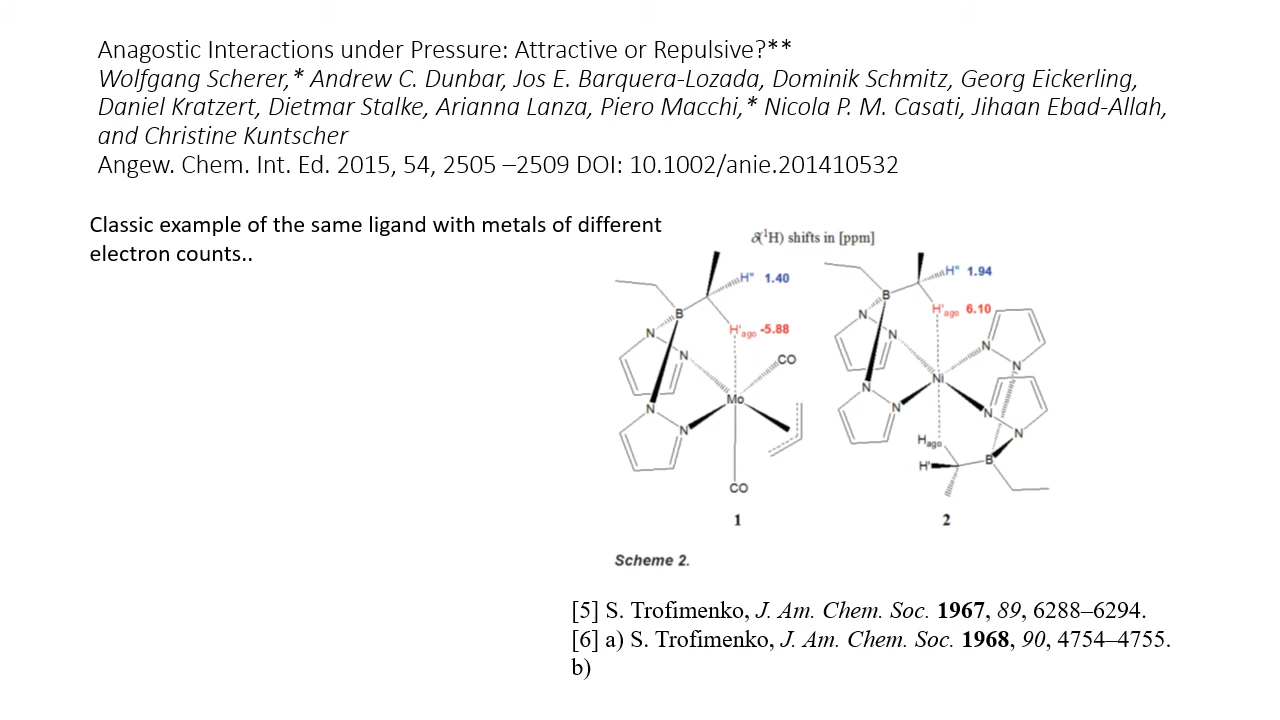 Anagostic Interactions under Pressure: Attractive or Repulsive?**
Wolfgang Scherer,* Andrew C. Dunbar, Jos E. Barquera-Lozada, Dominik Schmitz, Georg Eickerling,
Daniel Kratzert, Dietmar Stalke, Arianna Lanza, Piero Macchi,* Nicola P. M. Casati, Jihaan Ebad-Allah,
and Christine Kuntscher
Angew. Chem. Int. Ed. 2015, 54, 2505 –2509 DOI: 10.1002/anie.201410532
Classic example of the same ligand with metals of different
electron counts..
δ(¹H) shifts in [ppm]
H" 1.40
B
H'ago -5.88
N
N
CO
Mo
N
N
CO
1
H" 1.94
B
H'ago 6.10
N
N
N
N
Ni
N
N
N
N
Hago
H'
B
2
Scheme 2.
[5] S. Trofimenko, J. Am. Chem. Soc. 1967, 89, 6288–6294.
[6] a) S. Trofimenko, J. Am. Chem. Soc. 1968, 90, 4754–4755.
b)